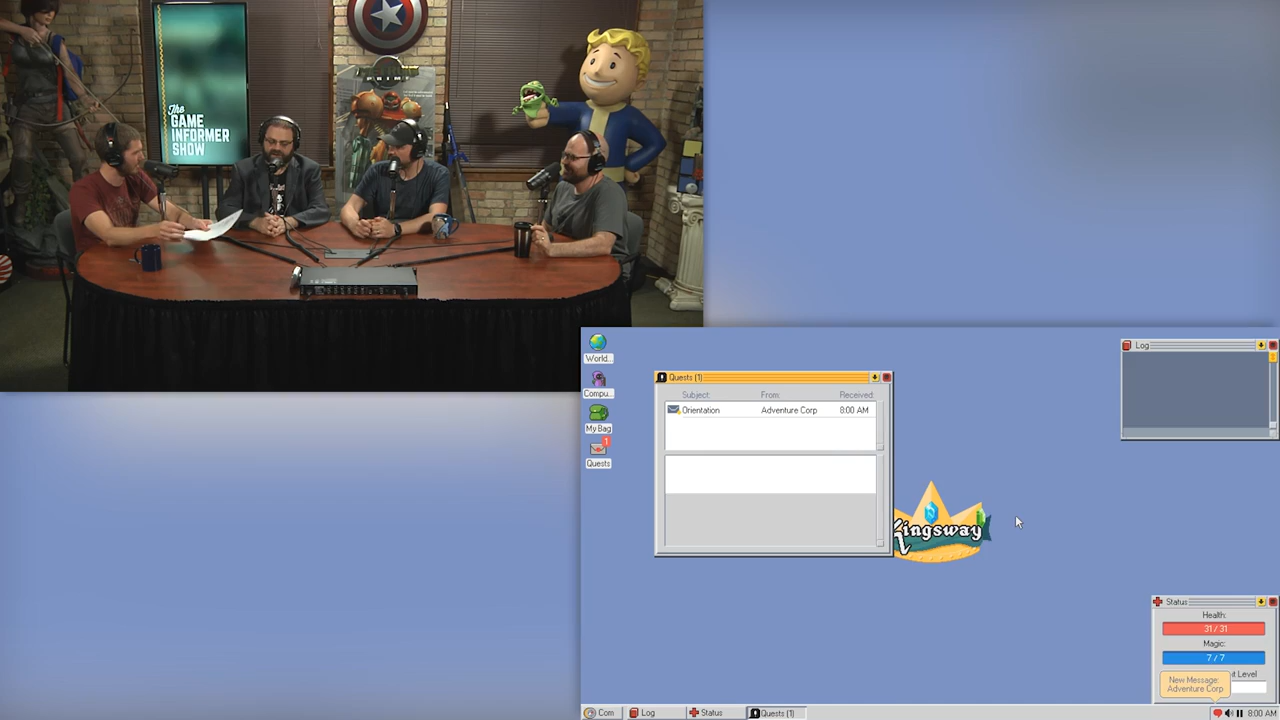 The
GAME
INFORMER
SHOW
PRIME
World...
Compu...
My Bag
1
Quests
Quests (1)
Subject: From: Received:
Orientation Adventure Corp 8:00 AM
Log
Kingsway
Status
Health:
31 / 31
Magic:
7 / 7
t Level
New Message:
Adventure Corp
Com Log Status Quests (1) 8:00 AM